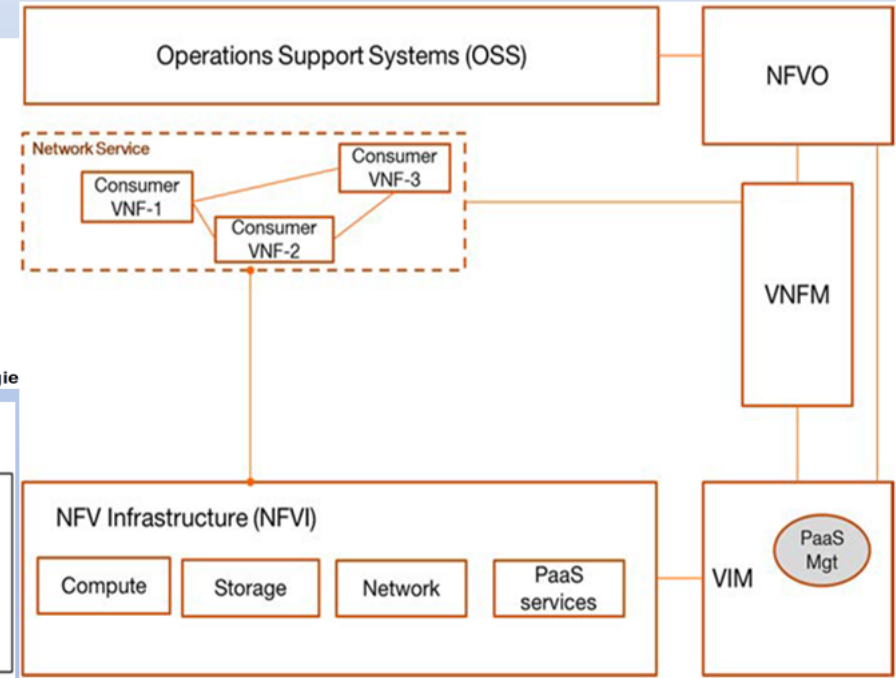 Operations Support Systems (OSS)
NFVO
Network Service
Consumer
VNF-1
Consumer
VNF-3
Consumer
VNF-2
VNFM
gie
NFV Infrastructure (NFVI)
Compute
Storage
Network
PaaS
services
VIM
PaaS
Mgt